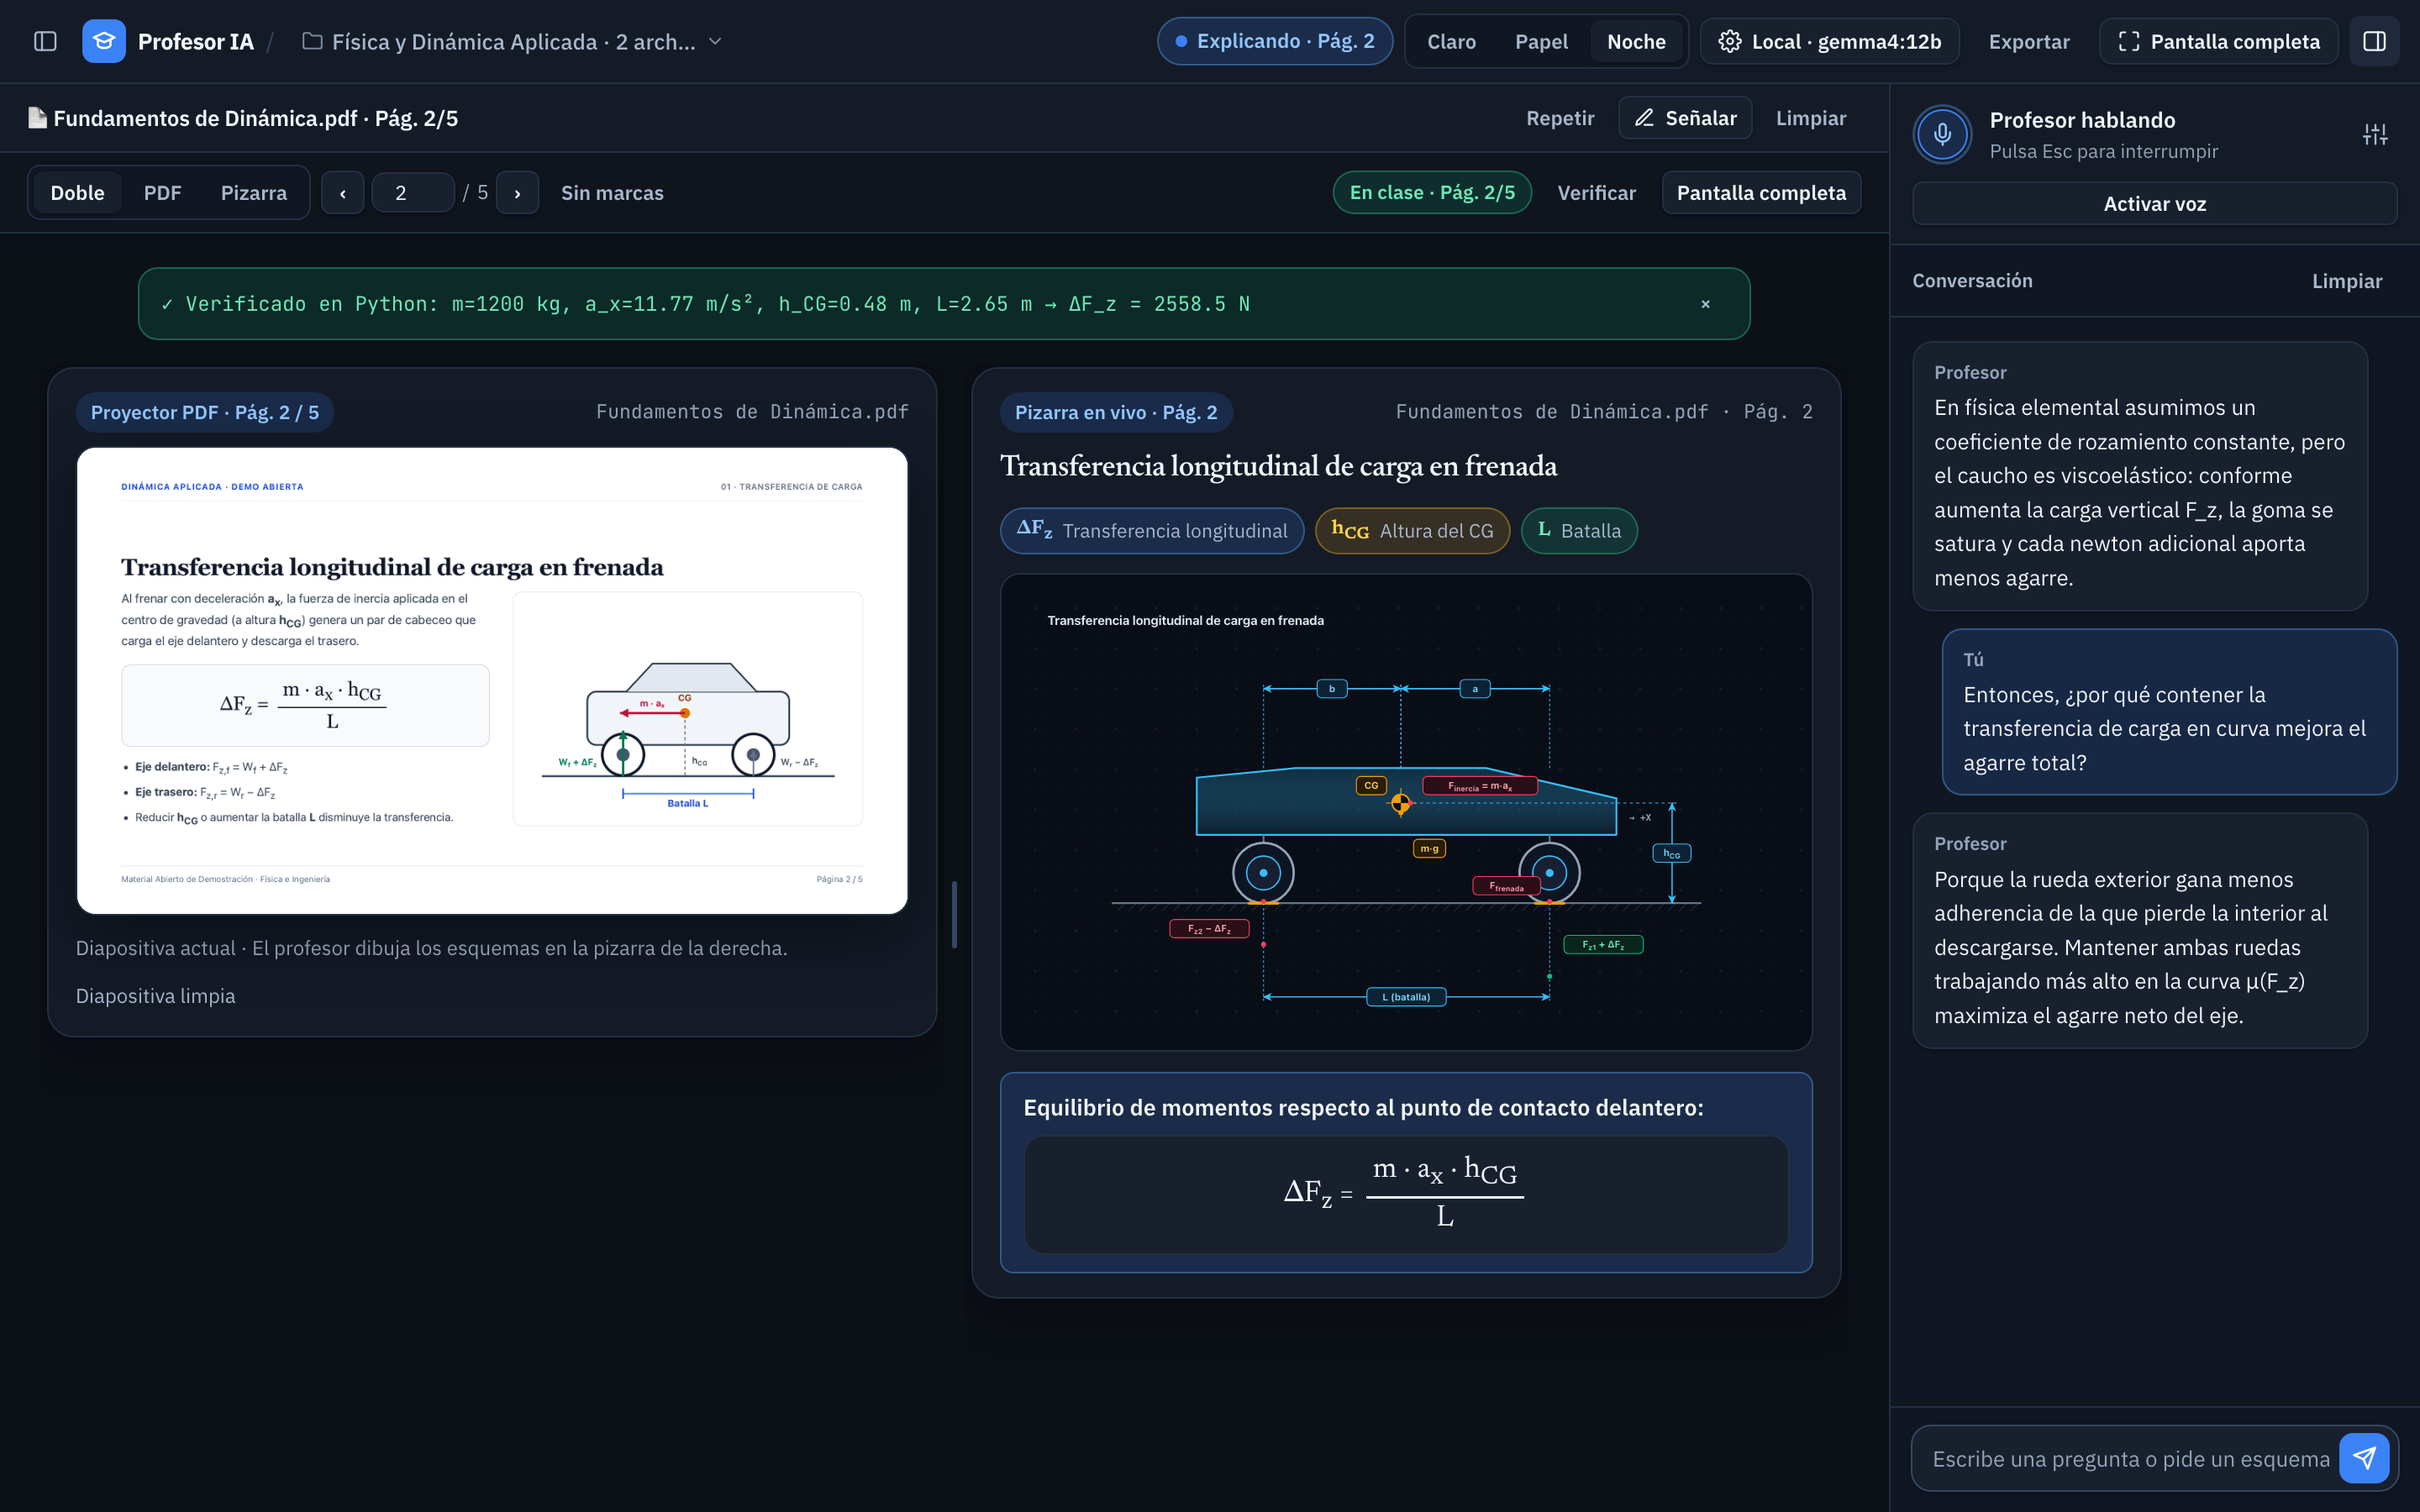 Profesor IA / Física y Dinámica Aplicada · 2 arch...
Explicando · Pág. 2
Claro Papel Noche
Local · gemma4:12b
Exportar
Pantalla completa
Fundamentos de Dinámica.pdf · Pág. 2/5
Repetir Señalar Limpiar
Doble PDF Pizarra
‹ 2 / 5 ›
Sin marcas
En clase · Pág. 2/5
Verificar
Pantalla completa
✓ Verificado en Python: m=1200 kg, a_x=11.77 m/s², h_CG=0.48 m, L=2.65 m → ΔF_z = 2558.5 N ×
Proyector PDF · Pág. 2 / 5
Fundamentos de Dinámica.pdf
DINÁMICA APLICADA · DEMO ABIERTA
01 · TRANSFERENCIA DE CARGA
Transferencia longitudinal de carga en frenada
Al frenar con deceleración aₓ, la fuerza de inercia aplicada en el
centro de gravedad (a altura h_CG) genera un par de cabeceo que
carga el eje delantero y descarga el trasero.
ΔF_z = m · aₓ · h_CG / L
• Eje delantero: F_z,f = W_f + ΔF_z
• Eje trasero: F_z,r = W_r − ΔF_z
• Reducir h_CG o aumentar la batalla L disminuye la transferencia.
CG
m · aₓ
W_f + ΔF_z
h_CG
W_r − ΔF_z
Batalla L
Material Abierto de Demostración · Física e Ingeniería
Página 2 / 5
Diapositiva actual · El profesor dibuja los esquemas en la pizarra de la derecha.
Diapositiva limpia
Pizarra en vivo · Pág. 2
Fundamentos de Dinámica.pdf · Pág. 2
Transferencia longitudinal de carga en frenada
ΔF_z Transferencia longitudinal
h_CG Altura del CG
L Batalla
Transferencia longitudinal de carga en frenada
b a
CG
F_inercia = m·aₓ
→ +X
m·g
h_CG
F_frenada
F_z2 − ΔF_z
F_z1 + ΔF_z
L (batalla)
Equilibrio de momentos respecto al punto de contacto delantero:
ΔF_z = m · aₓ · h_CG / L
Profesor hablando
Pulsa Esc para interrumpir
Activar voz
Conversación Limpiar
Profesor
En física elemental asumimos un
coeficiente de rozamiento constante, pero
el caucho es viscoelástico: conforme
aumenta la carga vertical F_z, la goma se
satura y cada newton adicional aporta
menos agarre.
Tú
Entonces, ¿por qué contener la
transferencia de carga en curva mejora el
agarre total?
Profesor
Porque la rueda exterior gana menos
adherencia de la que pierde la interior al
descargarse. Mantener ambas ruedas
trabajando más alto en la curva μ(F_z)
maximiza el agarre neto del eje.
Escribe una pregunta o pide un esquema